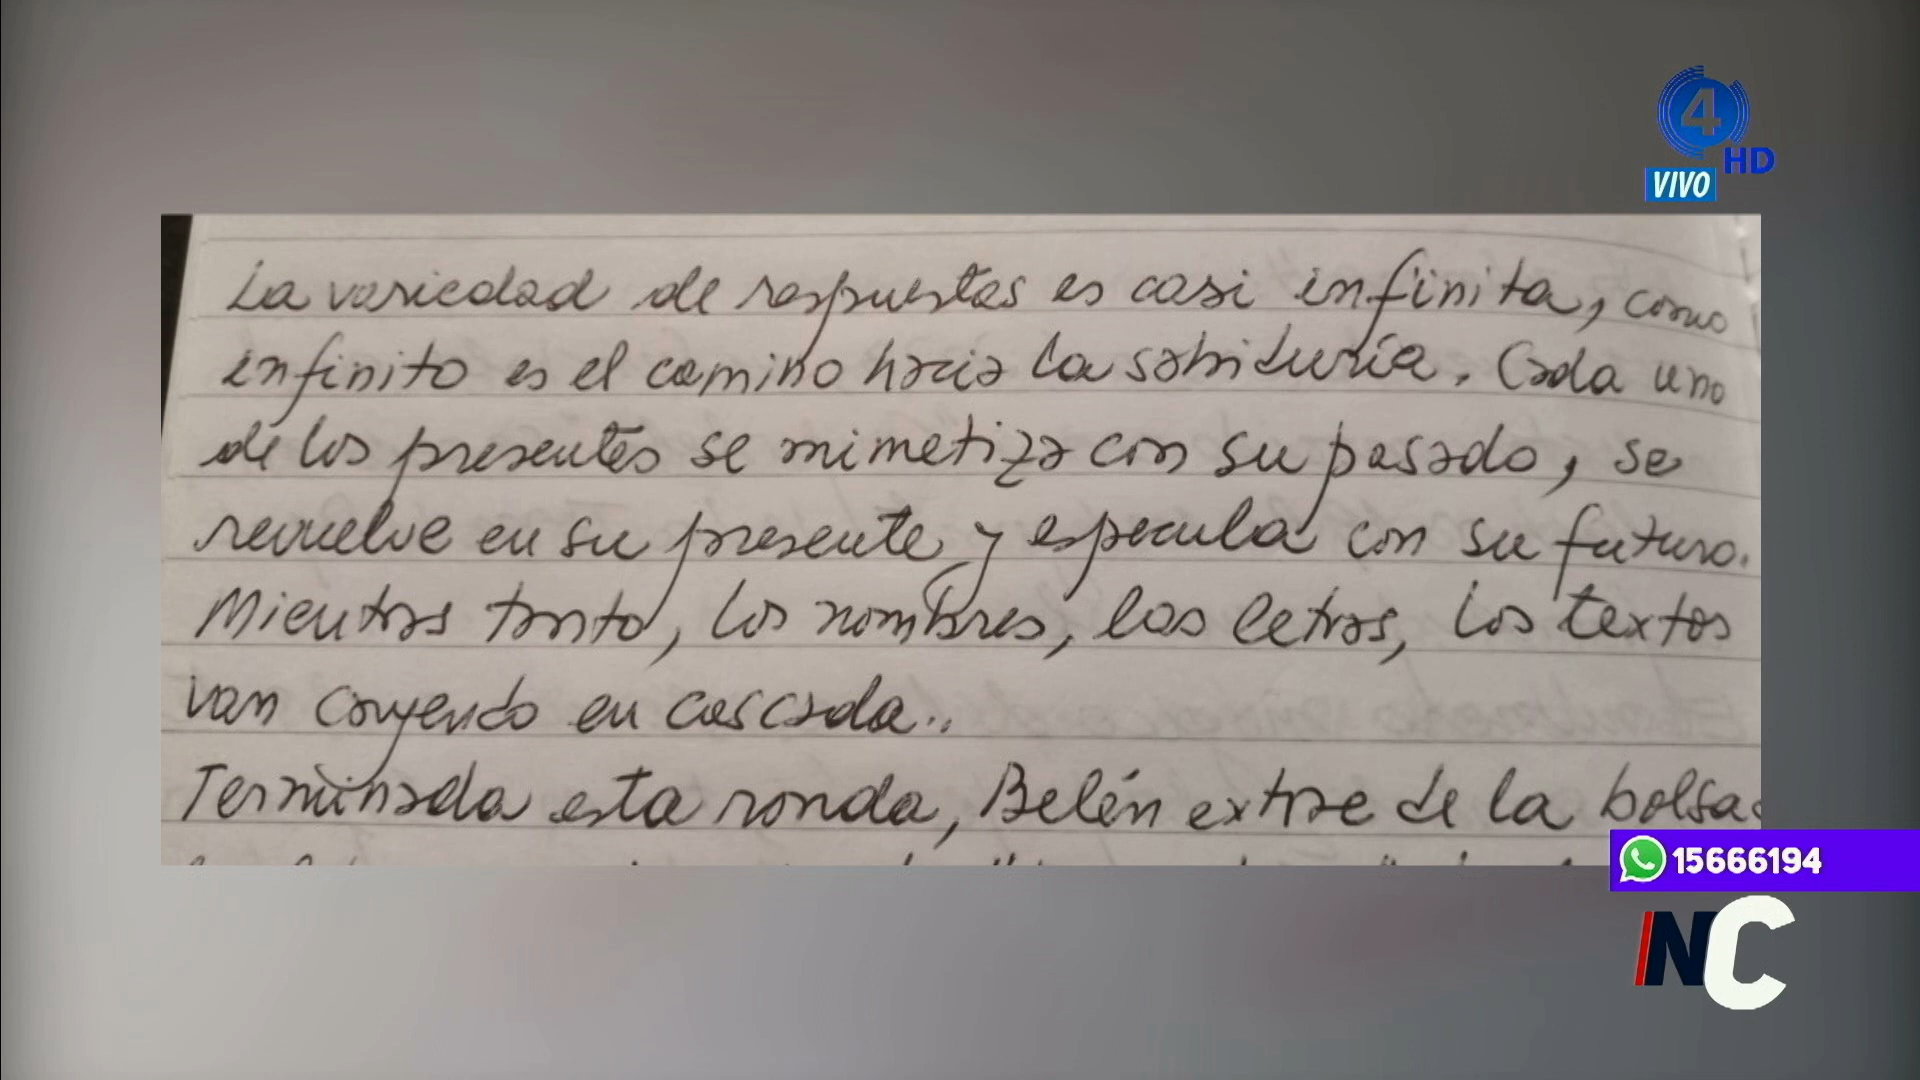 4
HD
VIVO
La variedad de respuestas es casi infinita, como
infinito es el camino hacia la sabiduría. Cada uno
de los presentes se mimetiza con su pasado, se
revuelve en su presente y especula con su futuro.
Mientras tanto, los nombres, las letras, los textos
van cayendo en cascada...
Terminada esta ronda, Belén extrae de la bolsa
15666194
NC